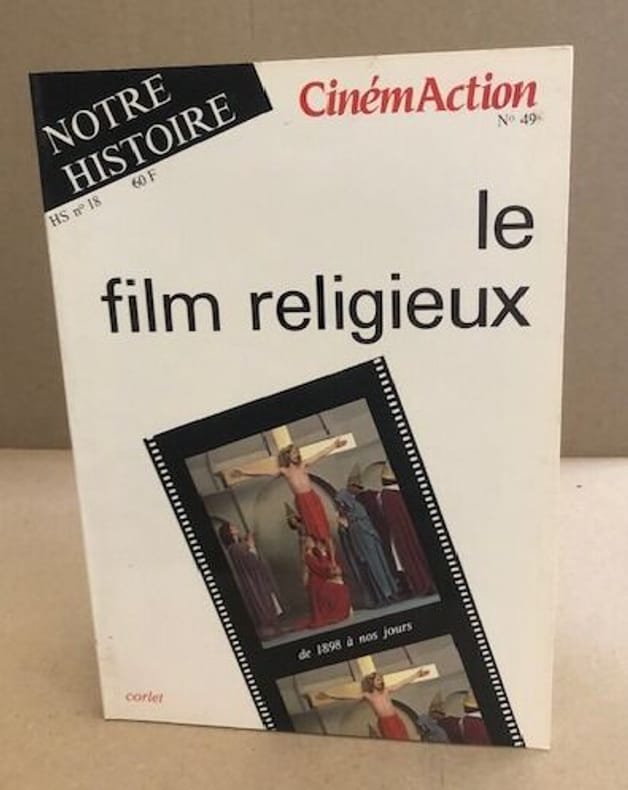 NOTRE
HISTOIRE
HS nº 18
60 F
CinémAction
Nº 49
le
film religieux
de 1898 à nos jours
corlet